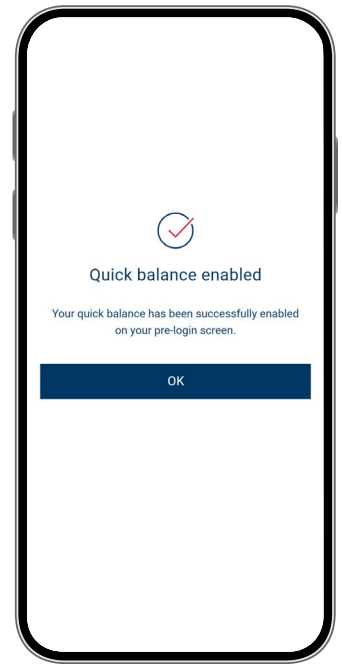 Quick balance enabled
Your quick balance has been successfully enabled
on your pre-login screen.
OK